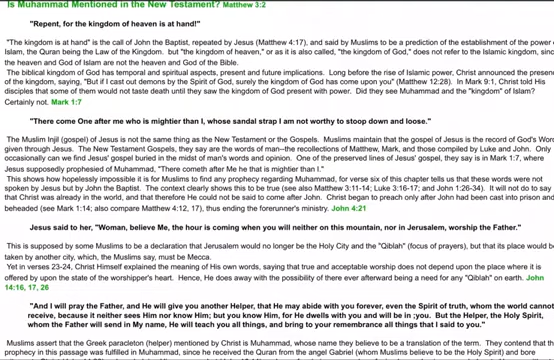 Is Muhammad Mentioned in the New Testament? Matthew 3:2
"Repent, for the kingdom of heaven is at hand!"
"The kingdom is at hand" is the call of John the Baptist, repeated by Jesus (Matthew 4:17), and said by Muslims to be a prediction of the establishment of the power
Islam, the Quran being the Law of the Kingdom. but "the kingdom of heaven," or as it is also called, "the kingdom of God," does not refer to the Islamic kingdom, sinc
the heaven and God of Islam are not the heaven and God of the Bible.
The biblical kingdom of God has temporal and spiritual aspects, present and future implications. Long before the rise of Islamic power, Christ announced the presenc
of the kingdom, saying, "But if I cast out demons by the Spirit of God, surely the kingdom of God has come upon you" (Matthew 12:28). In Mark 9:1, Christ told His
disciples that some of them would not taste death until they saw the kingdom of God present with power. Did they see Muhammad and the "kingdom" of Islam?
Certainly not. Mark 1:7
"There come One after me who is mightier than I, whose sandal strap I am not worthy to stoop down and loose."
The Muslim Injil (gospel) of Jesus is not the same thing as the New Testament or the Gospels. Muslims maintain that the gospel of Jesus is the record of God's Wor
given through Jesus. The New Testament Gospels, they say are the words of man--the recollections of Matthew, Mark, and those compiled by Luke and John. Only
occasionally can we find Jesus' gospel buried in the midst of man's words and opinion. One of the preserved lines of Jesus' gospel, they say is in Mark 1:7, where
Jesus supposedly prophesied of Muhammad, "There cometh after Me he that is mightier than I."
This shows how helplessly impossible it is for Muslims to find any prophecy regarding Muhammad, for verse six of this chapter tells us that these words were not
spoken by Jesus but by John the Baptist. The context clearly shows this to be true (see also Matthew 3:11-14; Luke 3:16-17; and John 1:26-34). It will not do to say
that Christ was already in the world, and that therefore He could not be said to come after John. Christ began to preach only after John had been cast into prison and
beheaded (see Mark 1:14; also compare Matthew 4:12, 17), thus ending the forerunner's ministry. John 4:21
Jesus said to her, "Woman, believe Me, the hour is coming when you will neither on this mountain, nor in Jerusalem, worship the Father."
This is supposed by some Muslims to be a declaration that Jerusalem would no longer be the Holy City and the "Qiblah" (focus of prayers), but that its place would b
taken by another city, which, the Muslims say, must be Mecca.
Yet in verses 23-24, Christ Himself explained the meaning of His own words, saying that true and acceptable worship does not depend upon the place where it is
offered by upon the state of the worshipper's heart. Hence, He does away with the possibility of there ever afterward being a need for any "Qiblah" on earth. John
14:16, 17, 26
"And I will pray the Father, and He will give you another Helper, that He may abide with you forever, even the Spirit of truth, whom the world cannot
receive, because it neither sees Him nor know Him; but you know Him, for He dwells with you and will be in ;you. But the Helper, the Holy Spirit,
whom the Father will send in My name, He will teach you all things, and bring to your remembrance all things that I said to you."
Muslims assert that the Greek paracleton (helper) mentioned by Christ is Muhammad, whose name they believe to be a translation of the term. They contend that th
prophecy in this passage was fulfilled in Muhammad, since he received the Quran from the angel Gabriel (whom Muslims believe to be the Holy Spirit) and bore